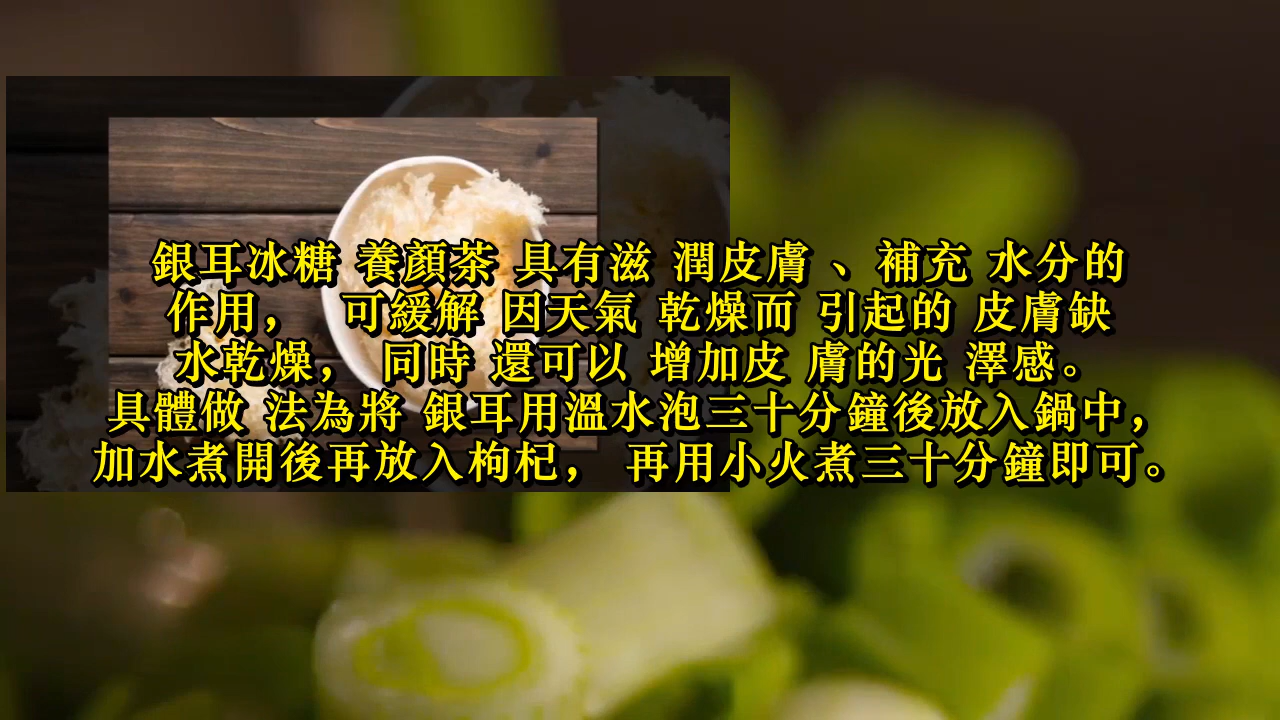 銀耳冰糖 養顏茶 具有滋 潤皮膚 、補充 水分的
作用， 可緩解 因天氣 乾燥而 引起的 皮膚缺
水乾燥， 同時 還可以 增加皮 膚的光 澤感。
具體做 法為將 銀耳用溫水泡三十分鐘後放入鍋中，
加水煮開後再放入枸杞， 再用小火煮三十分鐘即可。